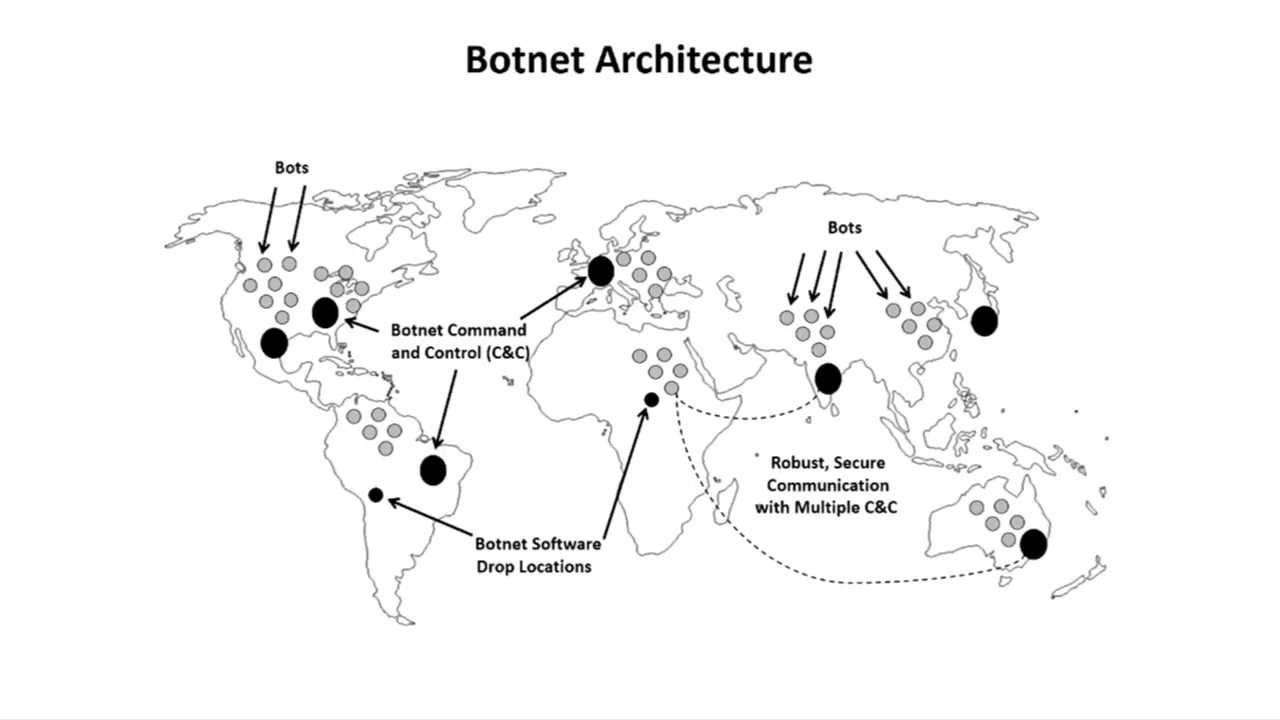 Botnet Architecture
Bots
Bots
Botnet Command
and Control (C&C)
Robust, Secure
Communication
with Multiple C&C
Botnet Software
Drop Locations